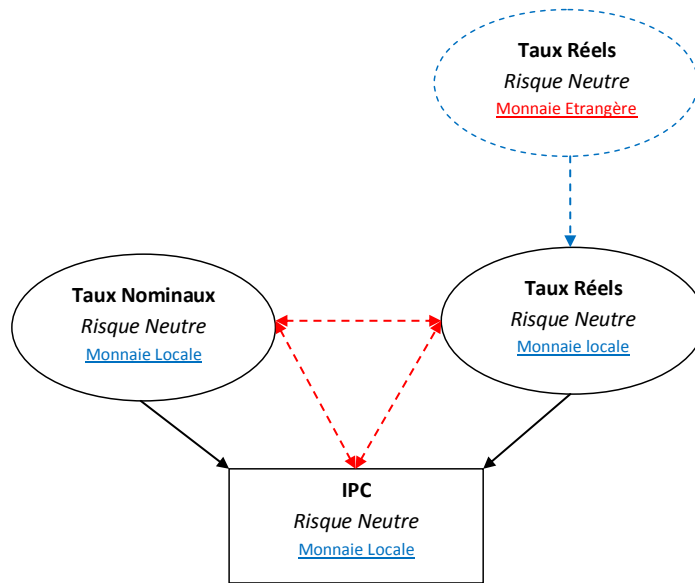 Taux Réels
Risque Neutre
Monnaie Etrangère
Taux Nominaux
Risque Neutre
Monnaie Locale
Taux Réels
Risque Neutre
Monnaie locale
IPC
Risque Neutre
Monnaie Locale